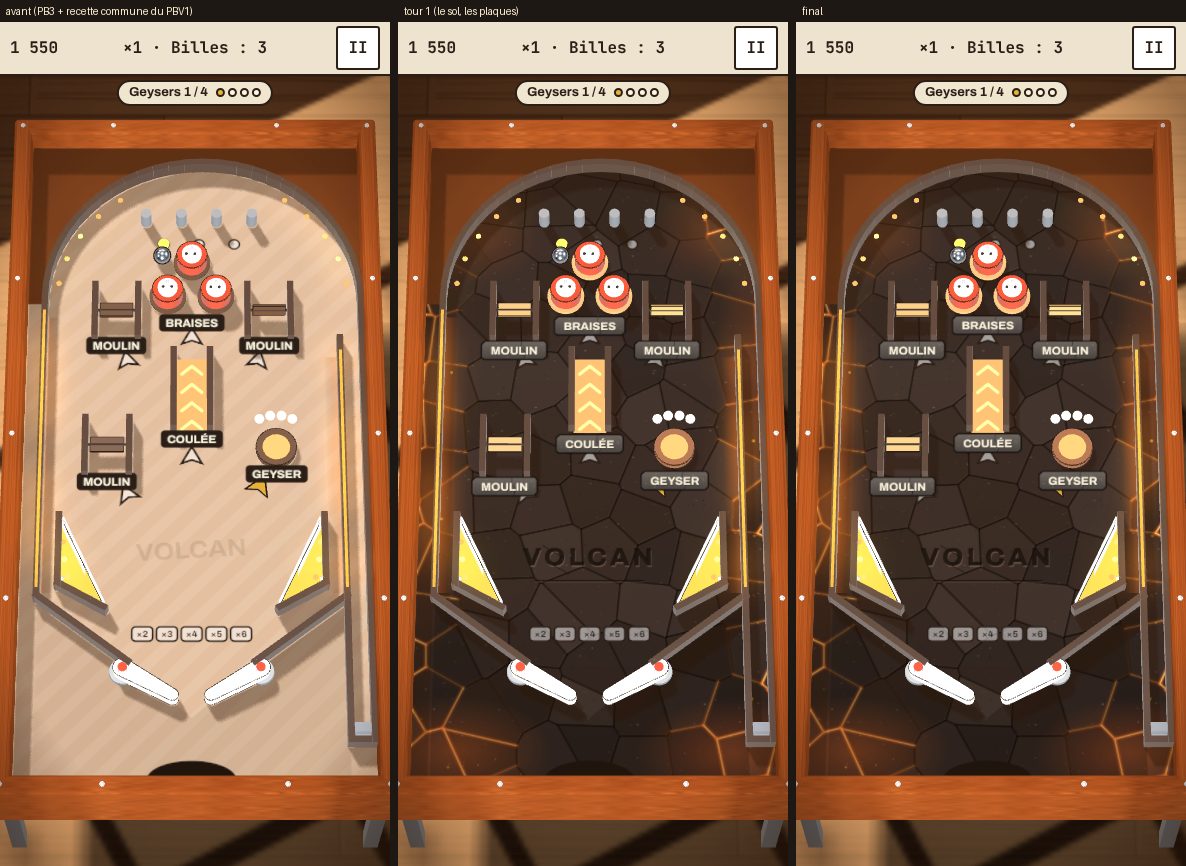 avant (PB3 + recette commune du PBV1)
1 550 ×1 · Billes : 3 II
Geysers 1 / 4
BRAISES
MOULIN MOULIN
COULÉE
GEYSER
MOULIN
VOLCAN
×2 ×3 ×4 ×5 ×6
tour 1 (le sol, les plaques)
1 550 ×1 · Billes : 3 II
Geysers 1 / 4
BRAISES
MOULIN MOULIN
COULÉE
GEYSER
MOULIN
VOLCAN
×2 ×3 ×4 ×5 ×6
final
1 550 ×1 · Billes : 3 II
Geysers 1 / 4
BRAISES
MOULIN MOULIN
COULÉE
GEYSER
MOULIN
VOLCAN
×2 ×3 ×4 ×5 ×6